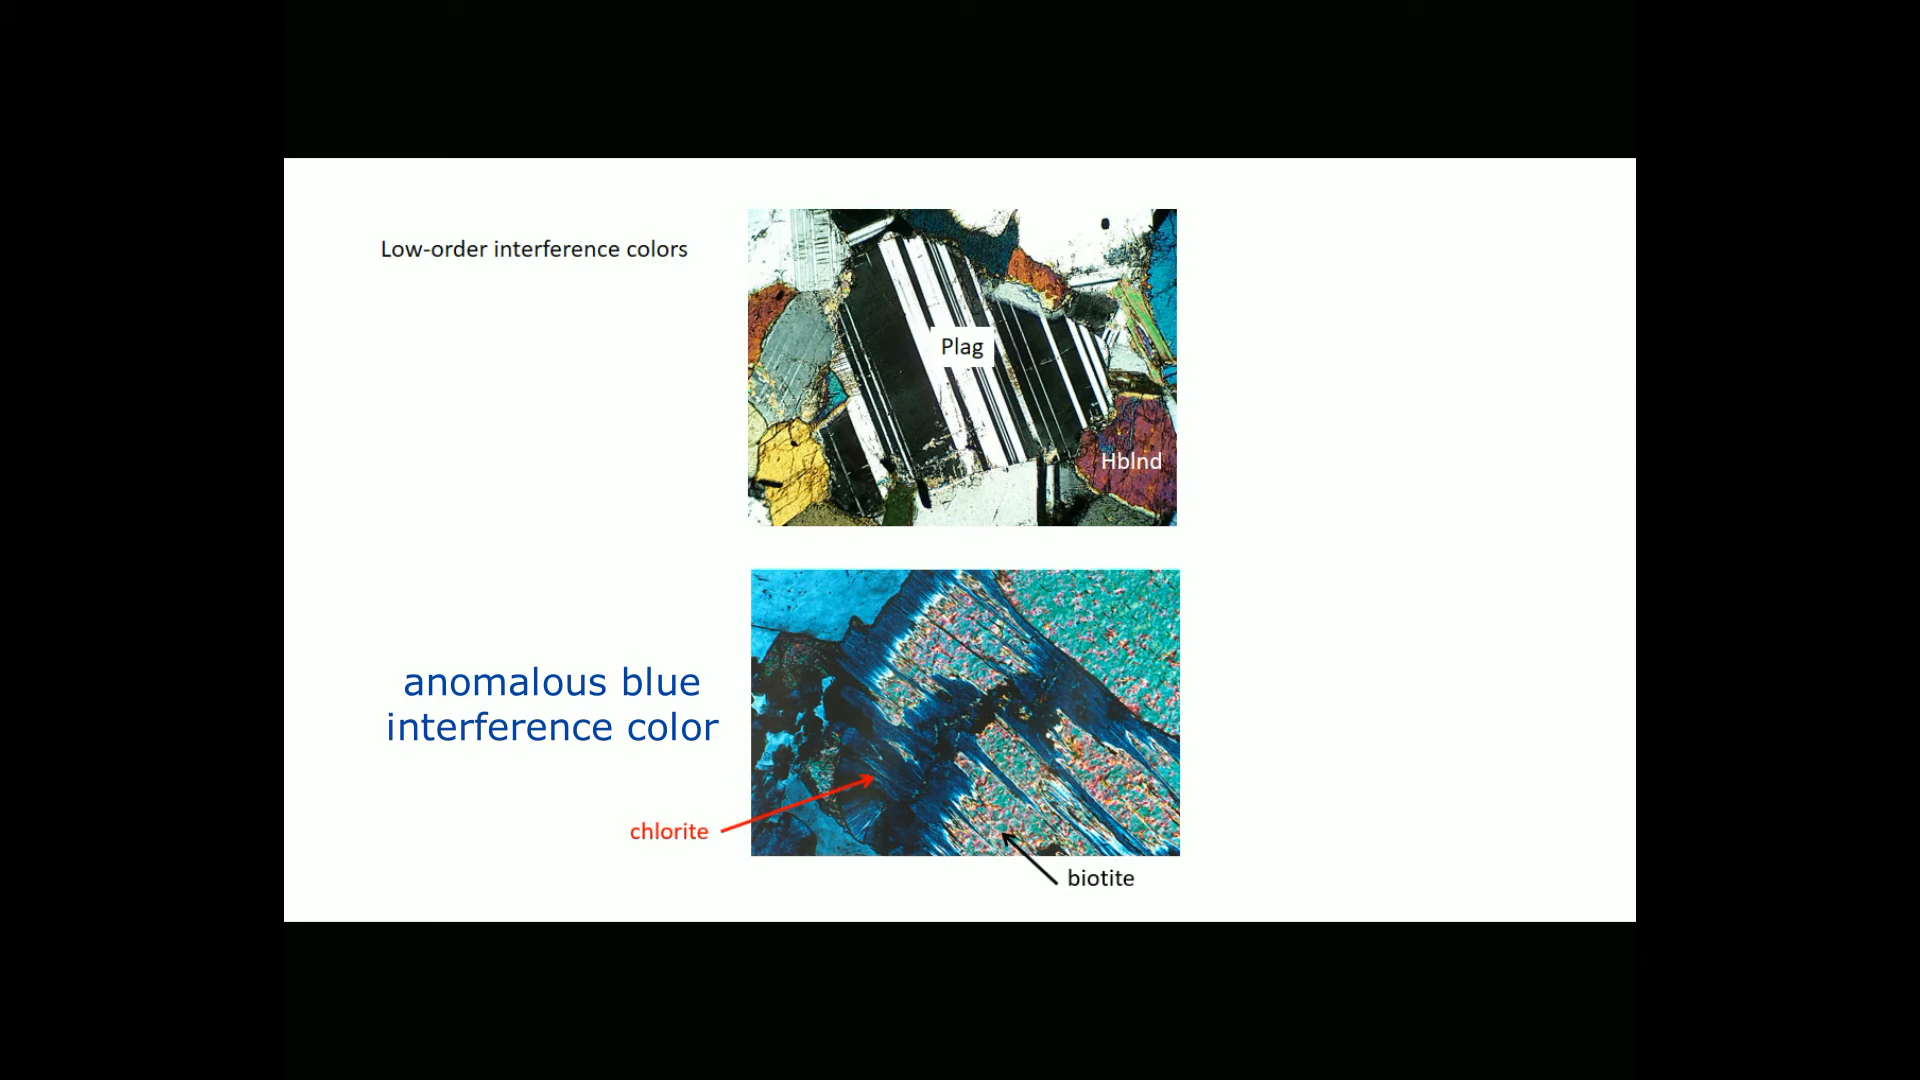 Low-order interference colors
Plag
Hblnd
anomalous blue
interference color
chlorite
biotite